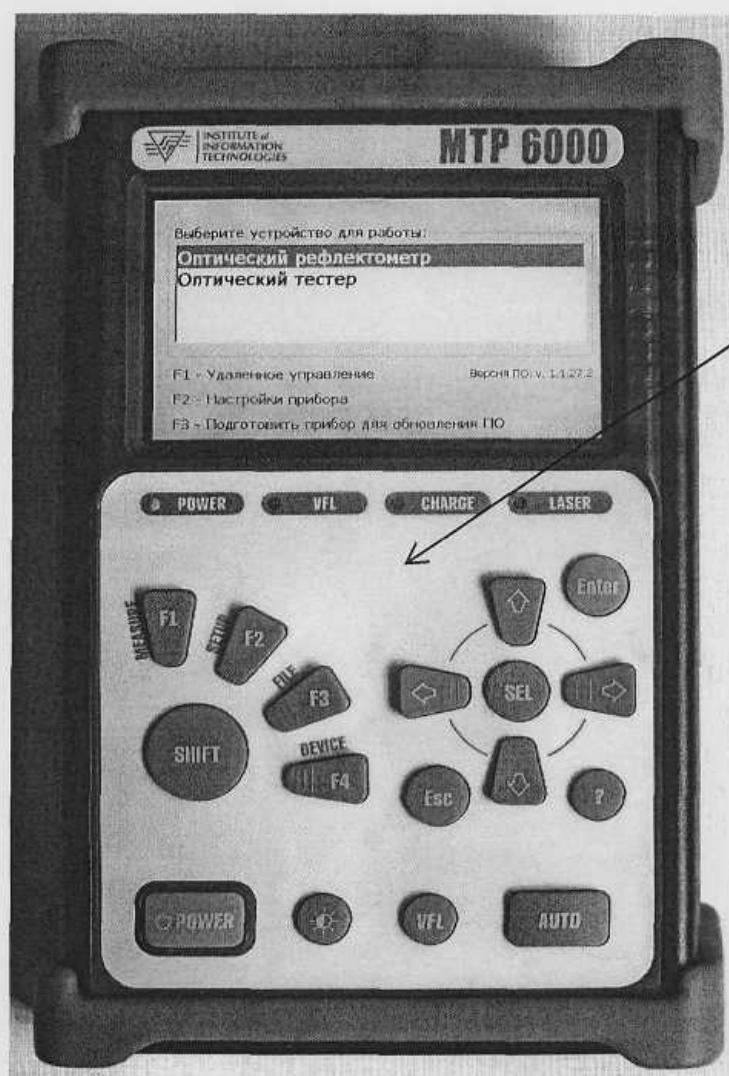 INSTITUTE of
INFORMATION
TECHNOLOGIES
MTP 6000
Выберите устройство для работы:
Оптический рефлектометр
Оптический тестер
F1 - Удаленное управление
Версия ПО: v. 1.1.27.2
F2 - Настройки прибора
F3 - Подготовить прибор для обновления ПО
POWER VFL CHARGE LASER
MEASURE F1
SETUP F2
FILE F3
DEVICE F4
SHIFT
Enter
SEL
Esc
?
POWER
VFL
AUTO